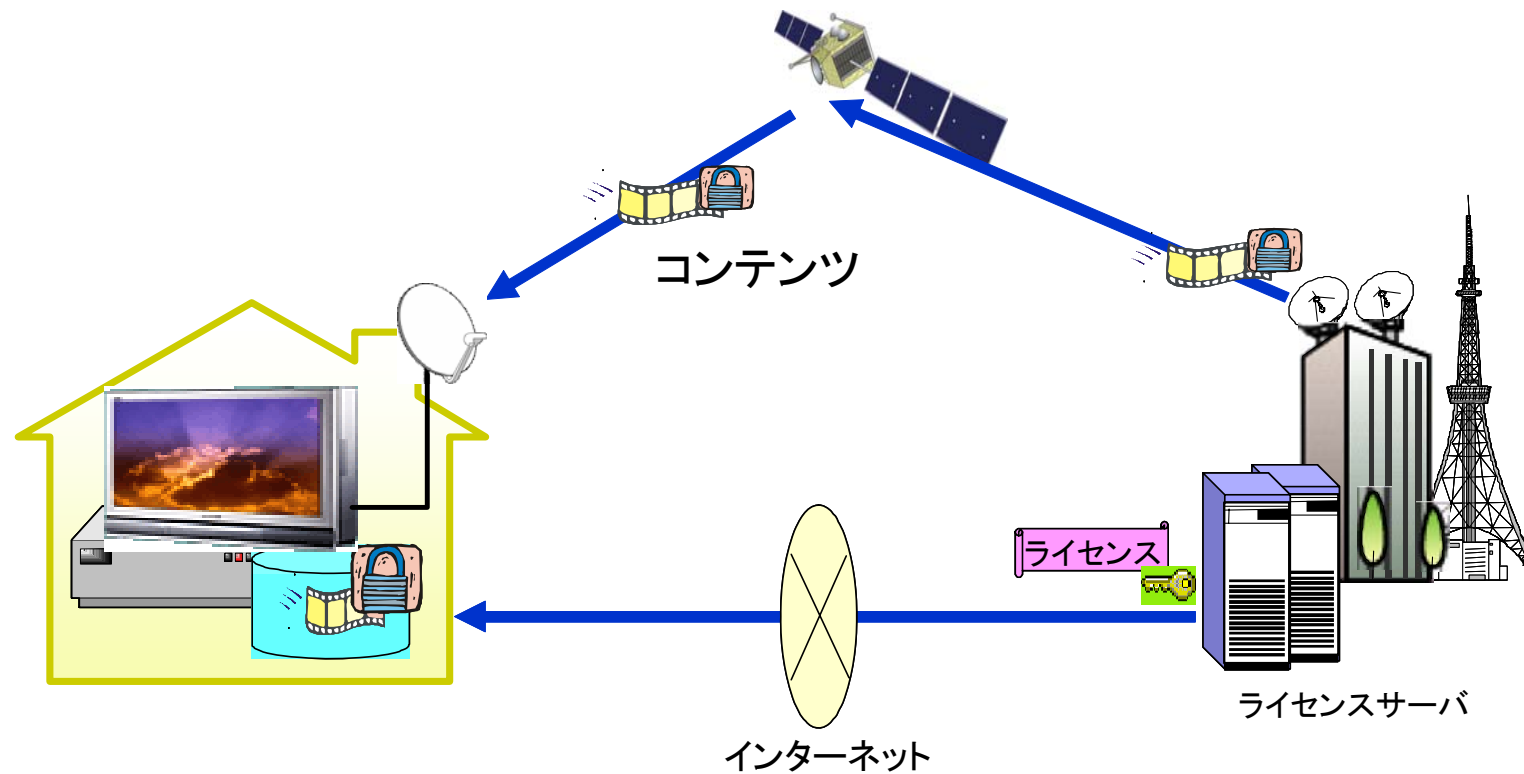 コンテンツ
ライセンス
ライセンスサーバ
インターネット